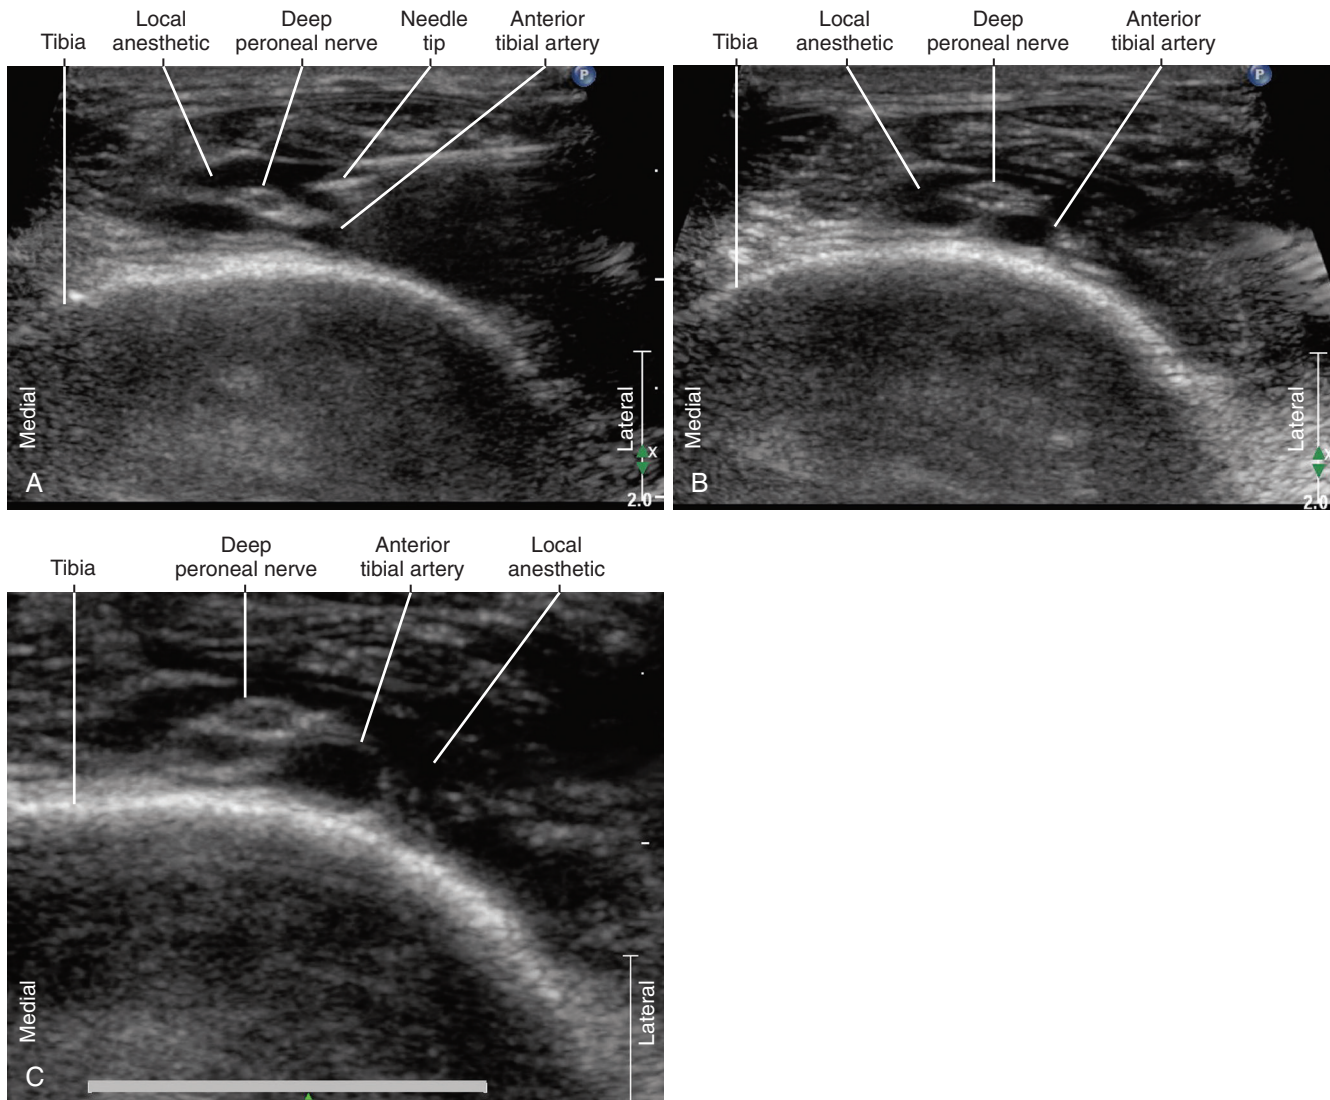 Tibia
Local
anesthetic
Deep
peroneal nerve
Needle
tip
Anterior
tibial artery
P
Medial
Lateral
x
2.0
A
Tibia
Local
anesthetic
Deep
peroneal nerve
Anterior
tibial artery
P
Medial
Lateral
x
2.0
B
Tibia
Deep
peroneal nerve
Anterior
tibial artery
Local
anesthetic
Medial
Lateral
C